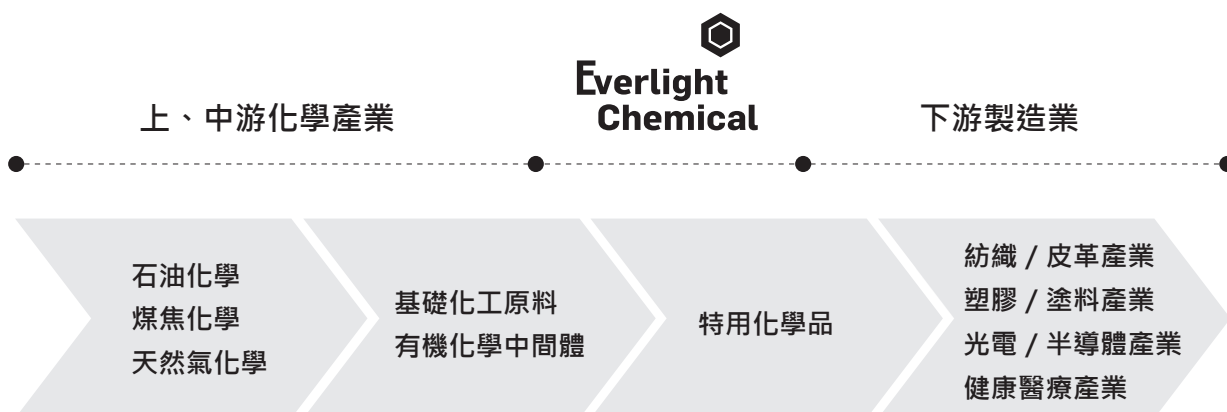 Everlight
Chemical
上、中游化學產業
下游製造業
石油化學
煤焦化學
天然氣化學
基礎化工原料
有機化學中間體
特用化學品
紡織 / 皮革產業
塑膠 / 塗料產業
光電 / 半導體產業
健康醫療產業